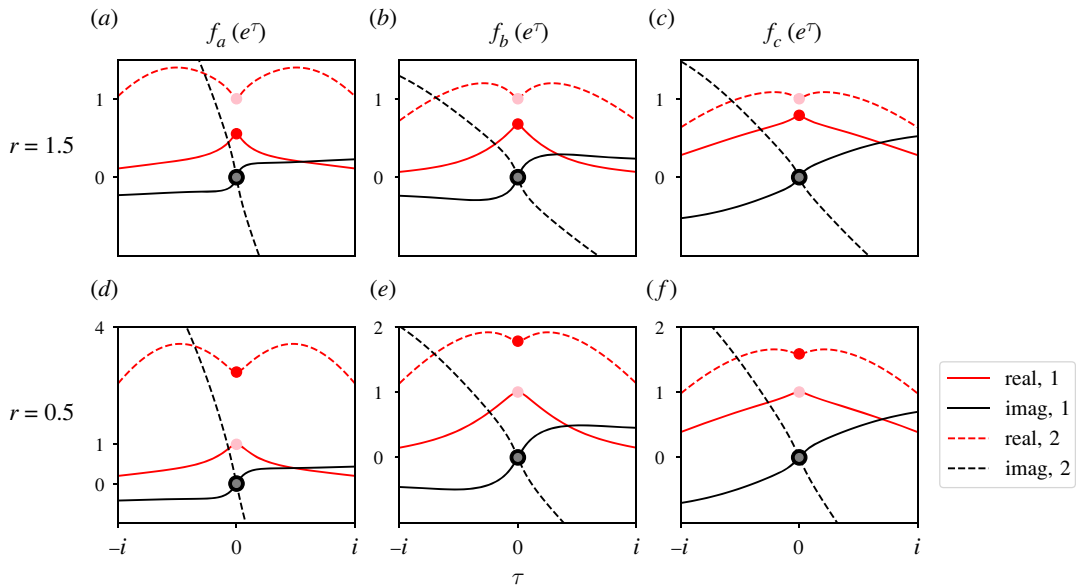 (a) (b) (c)
f_a (e^τ) f_b (e^τ) f_c (e^τ)
r = 1.5
1 1 1
0 0 0
(d) (e) (f)
r = 0.5
4 2 2
1 1 1
0 0 0
–i 0 i –i 0 i –i 0 i
τ
real, 1
imag, 1
real, 2
imag, 2